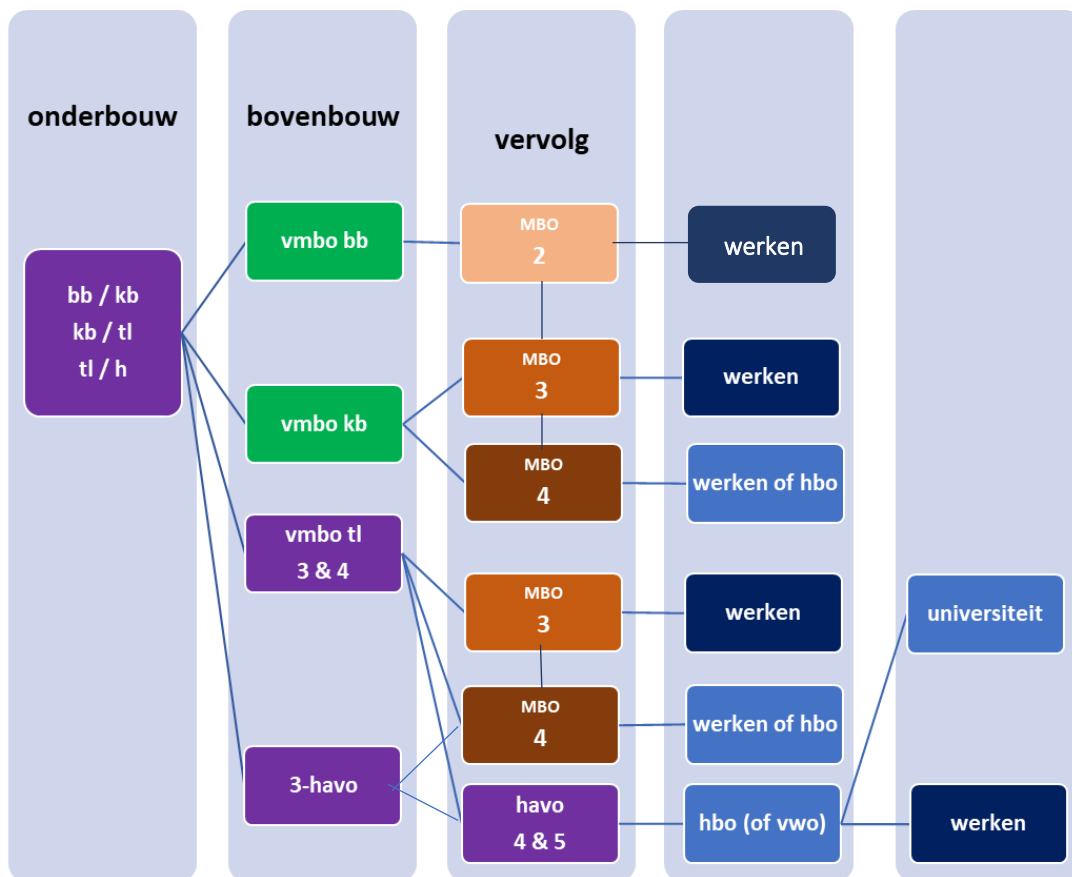 onderbouw
bovenbouw
vervolg
bb / kb
kb / tl
tl / h
vmbo bb
vmbo kb
vmbo tl
3 & 4
3-havo
MBO
2
MBO
3
MBO
4
MBO
3
MBO
4
havo
4 & 5
werken
werken
werken of hbo
werken
werken of hbo
hbo (of vwo)
universiteit
werken